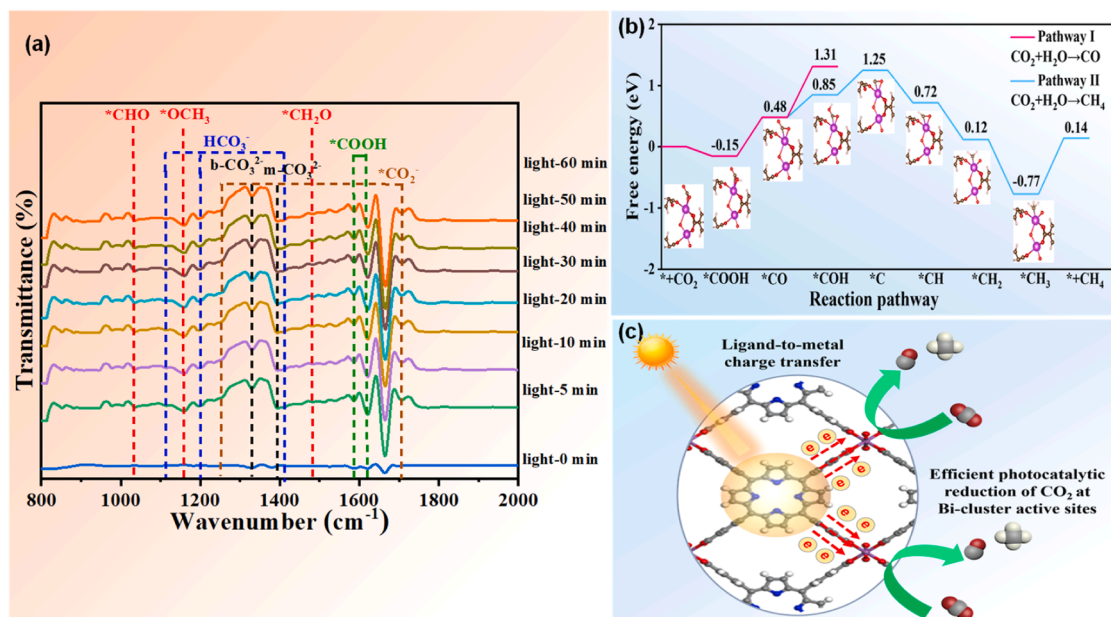 (a)
*CHO
*OCH₃
*CH₂O
HCO₃⁻
*COOH
b-CO₃²⁻
m-CO₃²⁻
*CO₂⁻
light-60 min
light-50 min
light-40 min
light-30 min
light-20 min
light-10 min
light-5 min
light-0 min
Transmittance (%)
800 1000 1200 1400 1600 1800 2000
Wavenumber (cm⁻¹)
(b)
Pathway I
CO₂+H₂O→CO
Pathway II
CO₂+H₂O→CH₄
Free energy (eV)
2
1
0
-1
-2
-0.15
0.48
1.31
0.85
1.25
0.72
0.12
-0.77
0.14
*+CO₂ *COOH *CO *COH *C *CH *CH₂ *CH₃ *+CH₄
Reaction pathway
(c)
Ligand-to-metal
charge transfer
e e
e e
e e
e e
Efficient photocatalytic
reduction of CO₂ at
Bi-cluster active sites